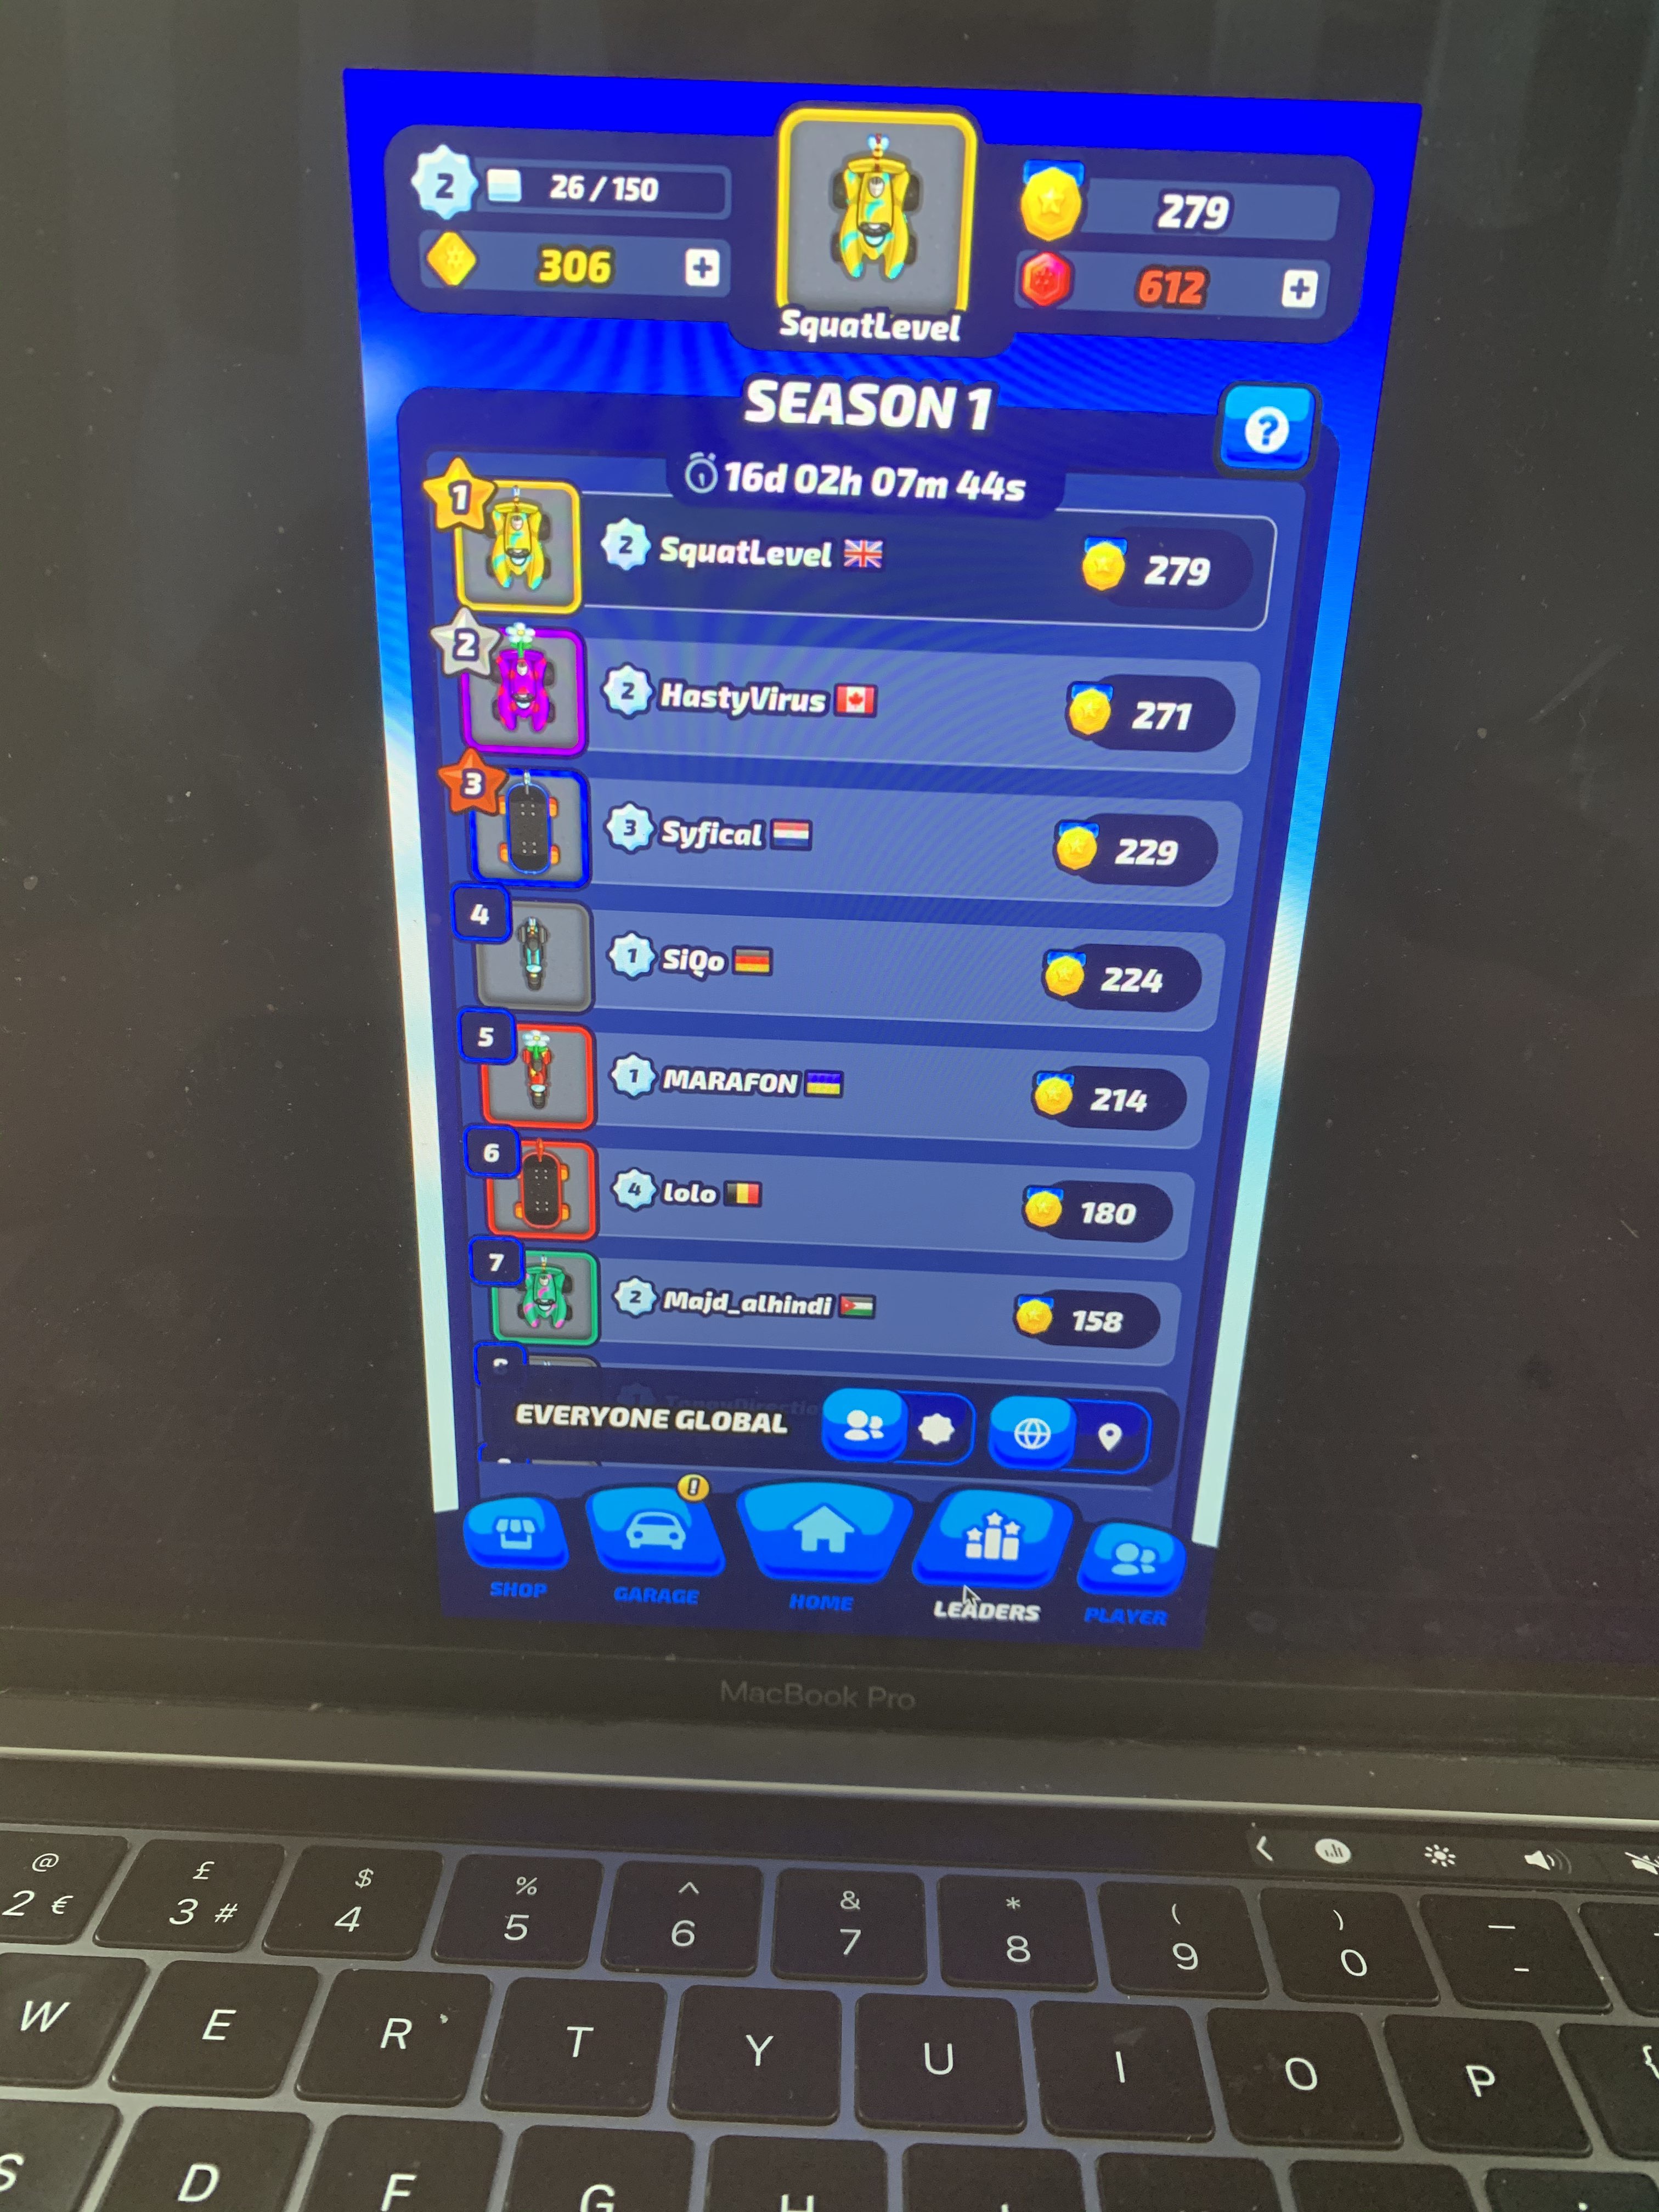 2 26 / 150
279
306 +
612 +
SquatLevel
SEASON 1
?
16d 02h 07m 44s
1 2 SquatLevel 279
2 2 HastyVirus 271
3 3 Syfical 229
4 1 SiQo 224
5 1 MARAFON 214
6 4 lolo 180
7 2 Majd_alhindi 158
EVERYONE GLOBAL
!
SHOP GARAGE HOME LEADERS PLAYER
MacBook Pro
@ £ $ % ^ & * ( ) —
2 € 3 # 4 5 6 7 8 9 0 -
W E R T Y U I O P {
S D F G H